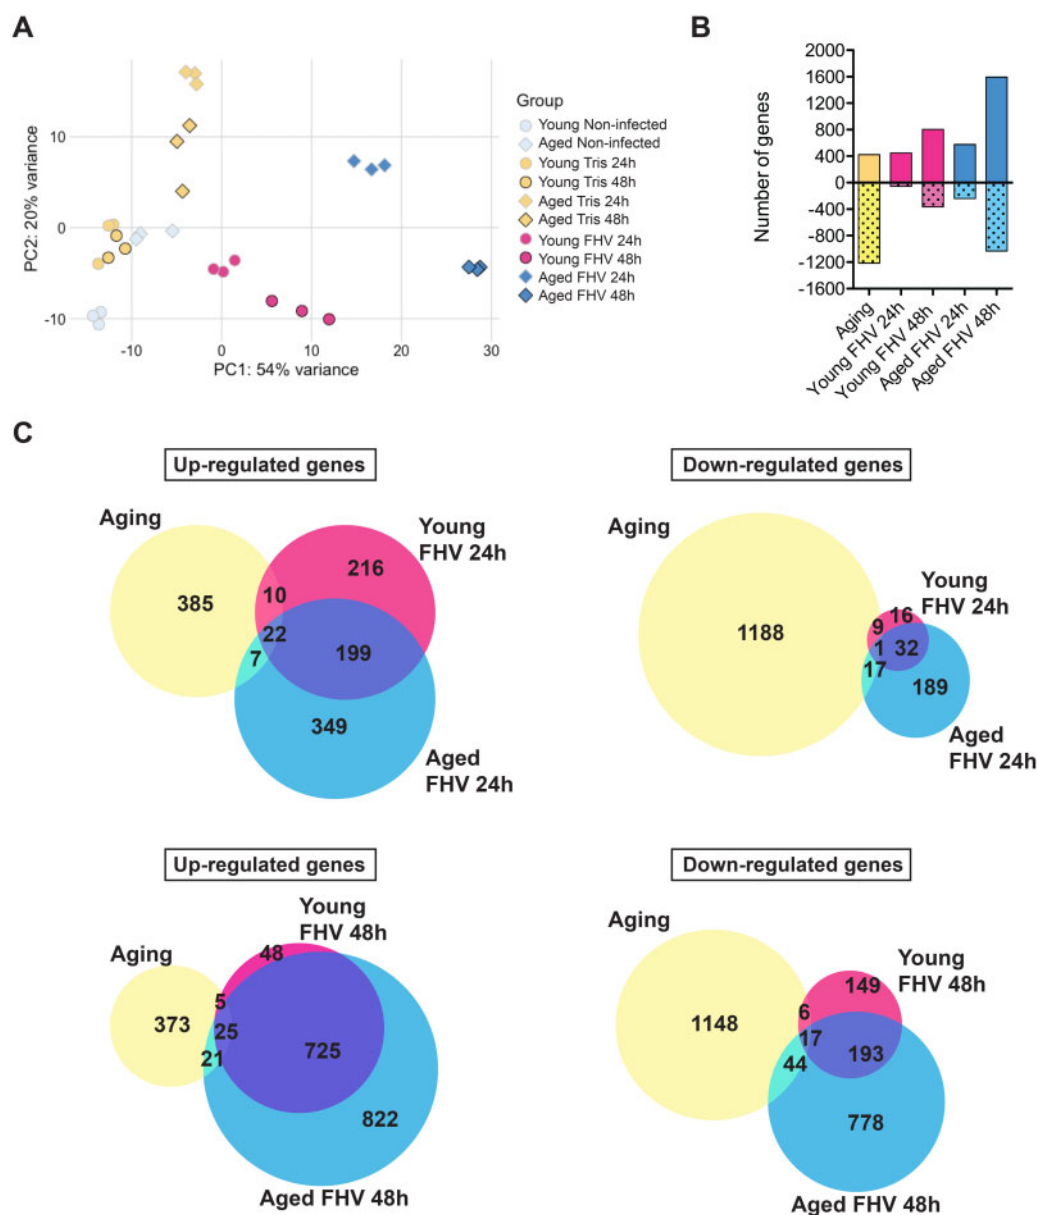 A
PC2: 20% variance
10
0
-10
-10
0
10
20
30
PC1: 54% variance
Group
Young Non-infected
Aged Non-infected
Young Tris 24h
Young Tris 48h
Aged Tris 24h
Aged Tris 48h
Young FHV 24h
Young FHV 48h
Aged FHV 24h
Aged FHV 48h
B
Number of genes
2000
1600
1200
800
400
0
-400
-800
-1200
-1600
Aging
Young FHV 24h
Young FHV 48h
Aged FHV 24h
Aged FHV 48h
C
Up-regulated genes
Aging
Young
FHV 24h
216
385
10
22
7
199
349
Aged
FHV 24h
Down-regulated genes
Aging
Young
FHV 24h
1188
9
16
1
32
17
189
Aged
FHV 24h
Up-regulated genes
Young
FHV 48h
Aging
48
5
373
25
21
725
822
Aged FHV 48h
Down-regulated genes
Aging
Young
FHV 48h
149
6
1148
17
193
44
778
Aged FHV 48h